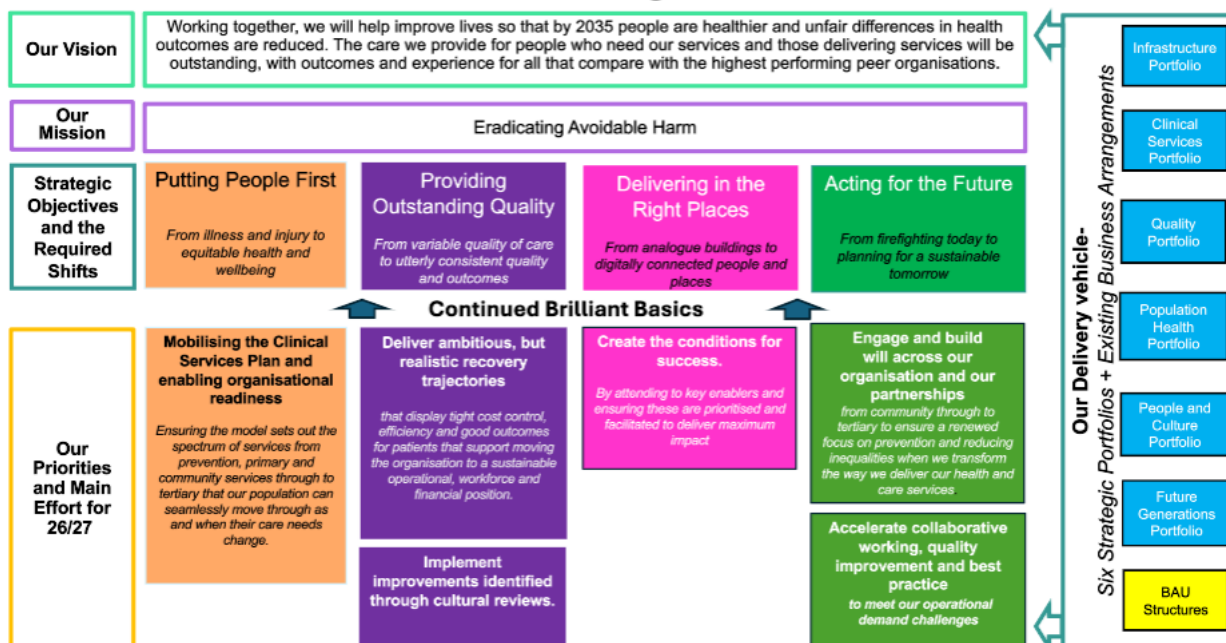 Our Vision
Working together, we will help improve lives so that by 2035 people are healthier and unfair differences in health
outcomes are reduced. The care we provide for people who need our services and those delivering services will be
outstanding, with outcomes and experience for all that compare with the highest performing peer organisations.
Our
Mission
Eradicating Avoidable Harm
Strategic
Objectives
and the
Required
Shifts
Putting People First
From illness and injury to
equitable health and
wellbeing
Providing
Outstanding Quality
From variable quality of care
to utterly consistent quality
and outcomes
Delivering in the
Right Places
From analogue buildings to
digitally connected people and
places
Acting for the Future
From firefighting today to
planning for a sustainable
tomorrow
Continued Brilliant Basics
Our
Priorities
and Main
Effort for
26/27
Mobilising the Clinical
Services Plan and
enabling organisational
readiness
Ensuring the model sets out the
spectrum of services from
prevention, primary and
community services through to
tertiary that our population can
seamlessly move through as
and when their care needs
change.
Deliver ambitious, but
realistic recovery
trajectories
that display tight cost control,
efficiency and good outcomes
for patients that support moving
the organisation to a sustainable
operational, workforce and
financial position.
Implement
improvements identified
through cultural reviews.
Create the conditions for
success.
By attending to key enablers and
ensuring these are prioritised and
facilitated to deliver maximum
impact
Engage and build
will across our
organisation and our
partnerships
from community through to
tertiary to ensure a renewed
focus on prevention and reducing
inequalities when we transform
the way we deliver our health and
care services.
Accelerate collaborative
working, quality
improvement and best
practice
to meet our operational
demand challenges
Our Delivery vehicle-
Six Strategic Portfolios + Existing Business Arrangements
Infrastructure
Portfolio
Clinical
Services
Portfolio
Quality
Portfolio
Population
Health
Portfolio
People and
Culture
Portfolio
Future
Generations
Portfolio
BAU
Structures